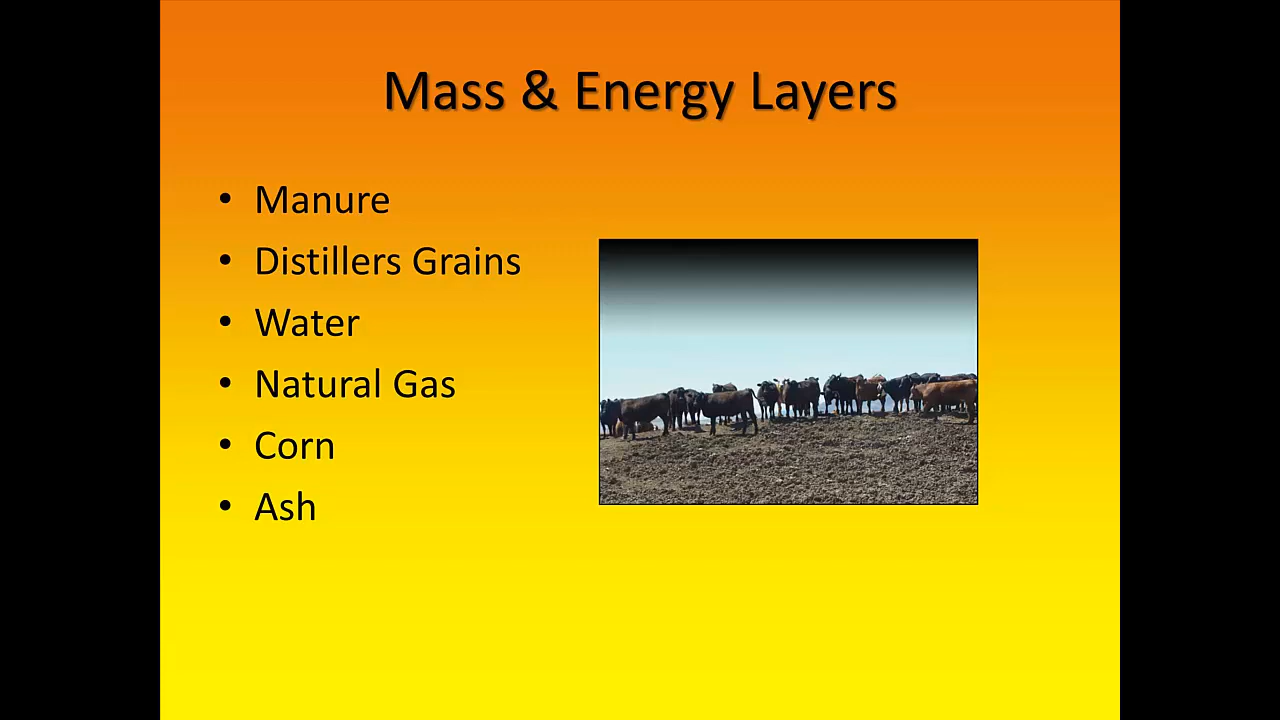 Mass & Energy Layers
• Manure
• Distillers Grains
• Water
• Natural Gas
• Corn
• Ash